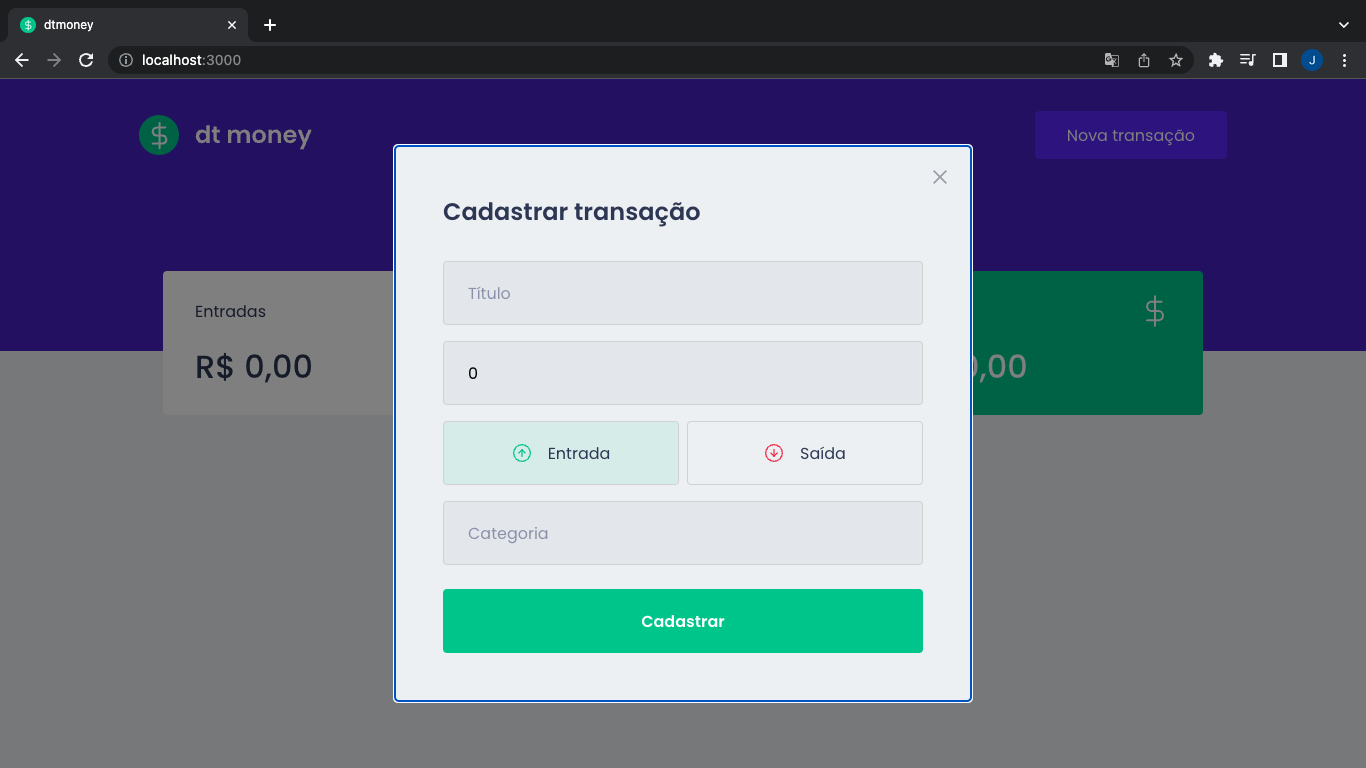 dtmoney
localhost:3000
J
dt money
Nova transação
Cadastrar transação
Entradas
R$ 0,00
Título
0
,00
Entrada
Saída
Categoria
Cadastrar